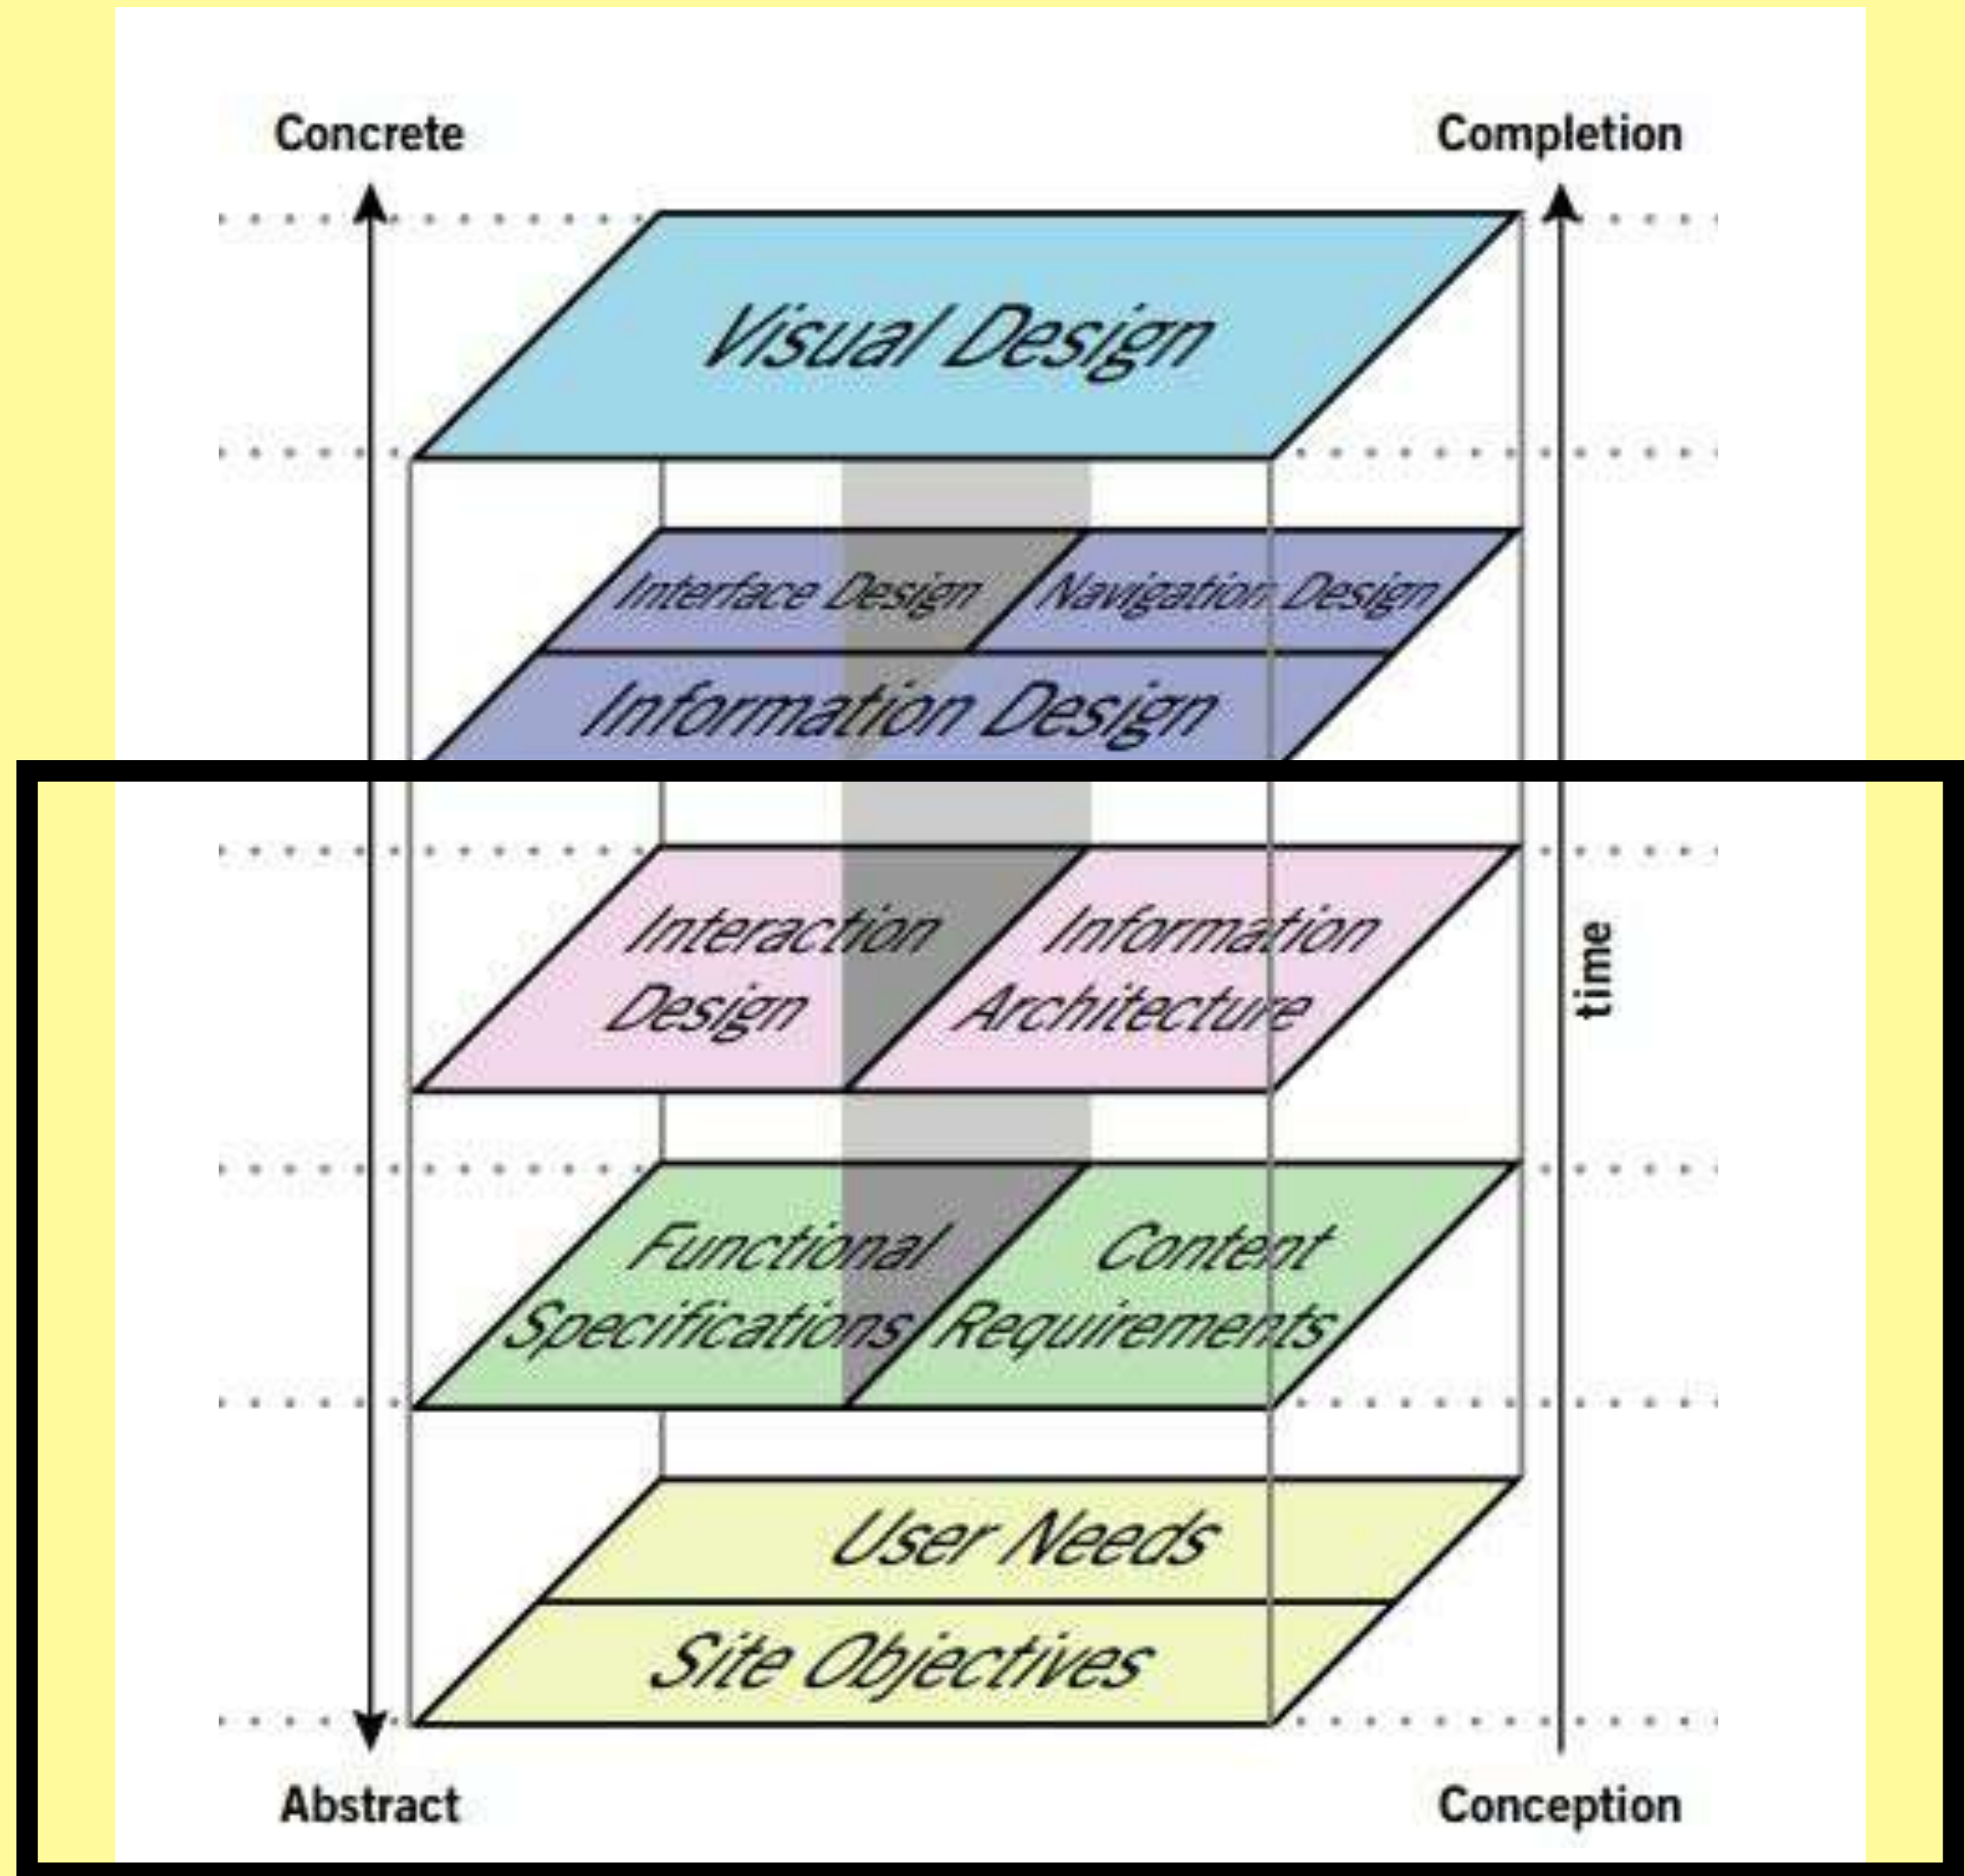 Concrete
Completion
Visual Design
Interface Design
Navigation Design
Information Design
Interaction
Design
Information
Architecture
time
Functional
Specifications
Content
Requirements
User Needs
Site Objectives
Abstract
Conception